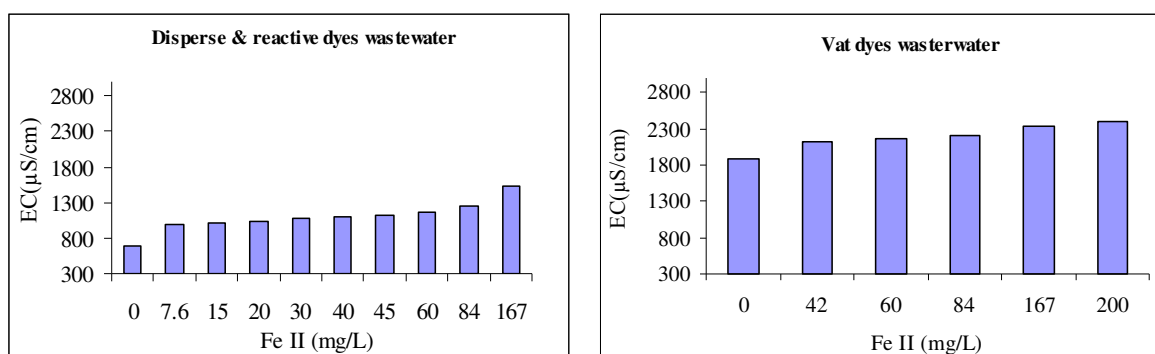 Disperse & reactive dyes wastewater
EC(µS/cm)
2800
2300
1800
1300
800
300
0 7.6 15 20 30 40 45 60 84 167
Fe II (mg/L)
Vat dyes wasterwater
EC(µS/cm)
2800
2300
1800
1300
800
300
0 42 60 84 167 200
Fe II (mg/L)